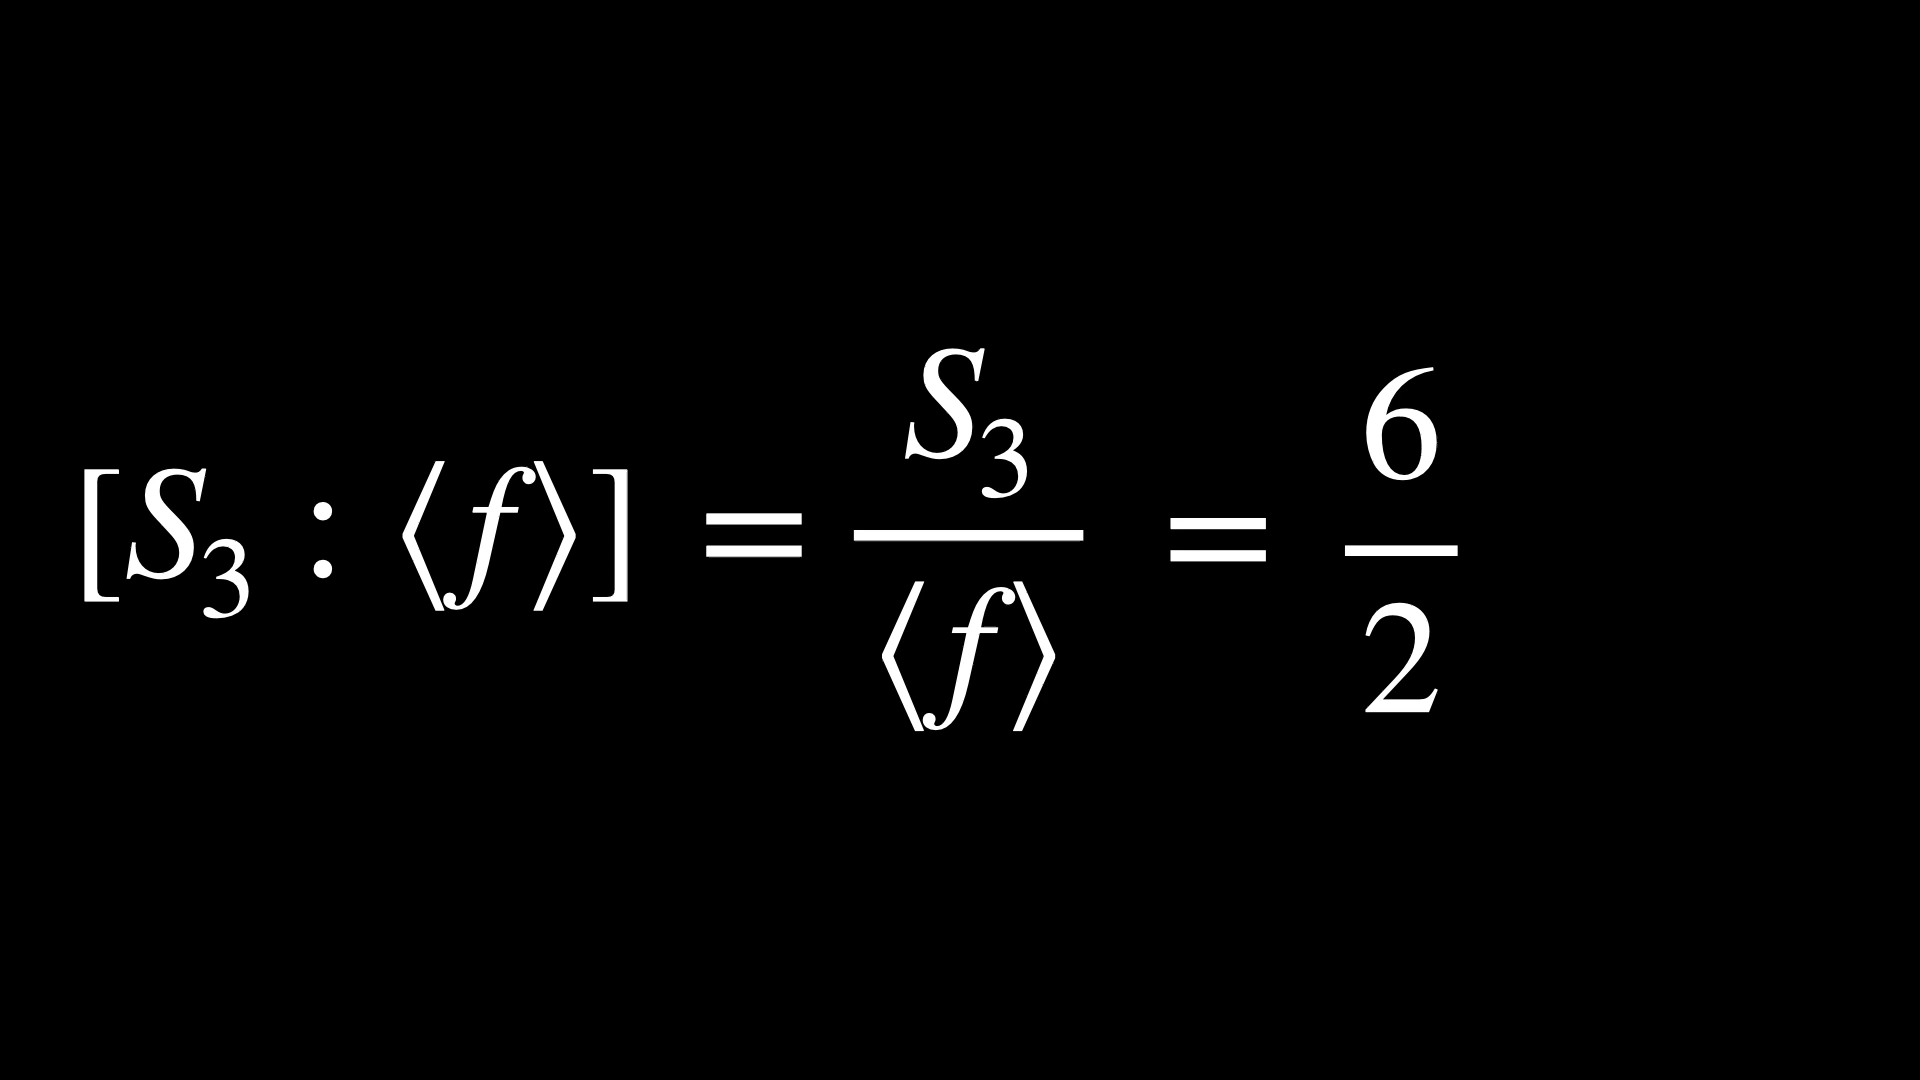 [S₃ : ⟨f⟩] = S₃/⟨f⟩ = 6/2